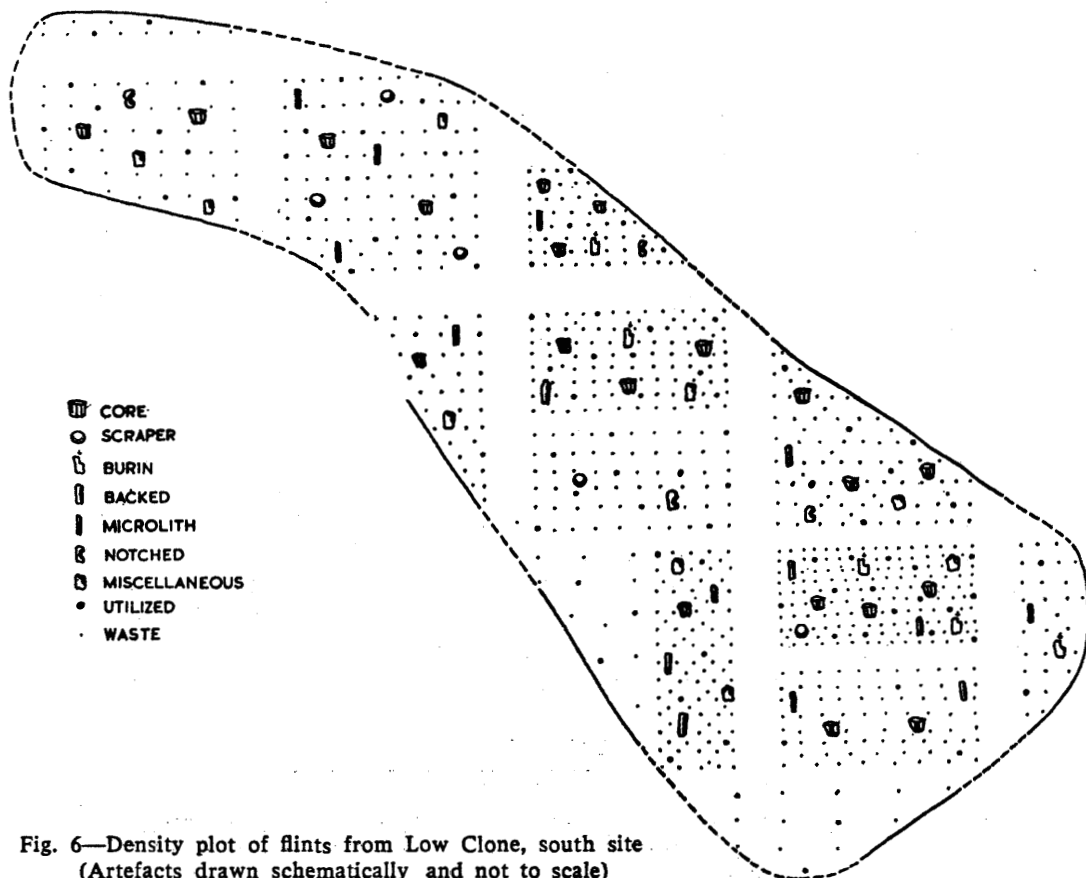 CORE
SCRAPER
BURIN
BACKED
MICROLITH
NOTCHED
MISCELLANEOUS
UTILIZED
WASTE
Fig. 6—Density plot of flints from Low Clone, south site
(Artefacts drawn schematically and not to scale)